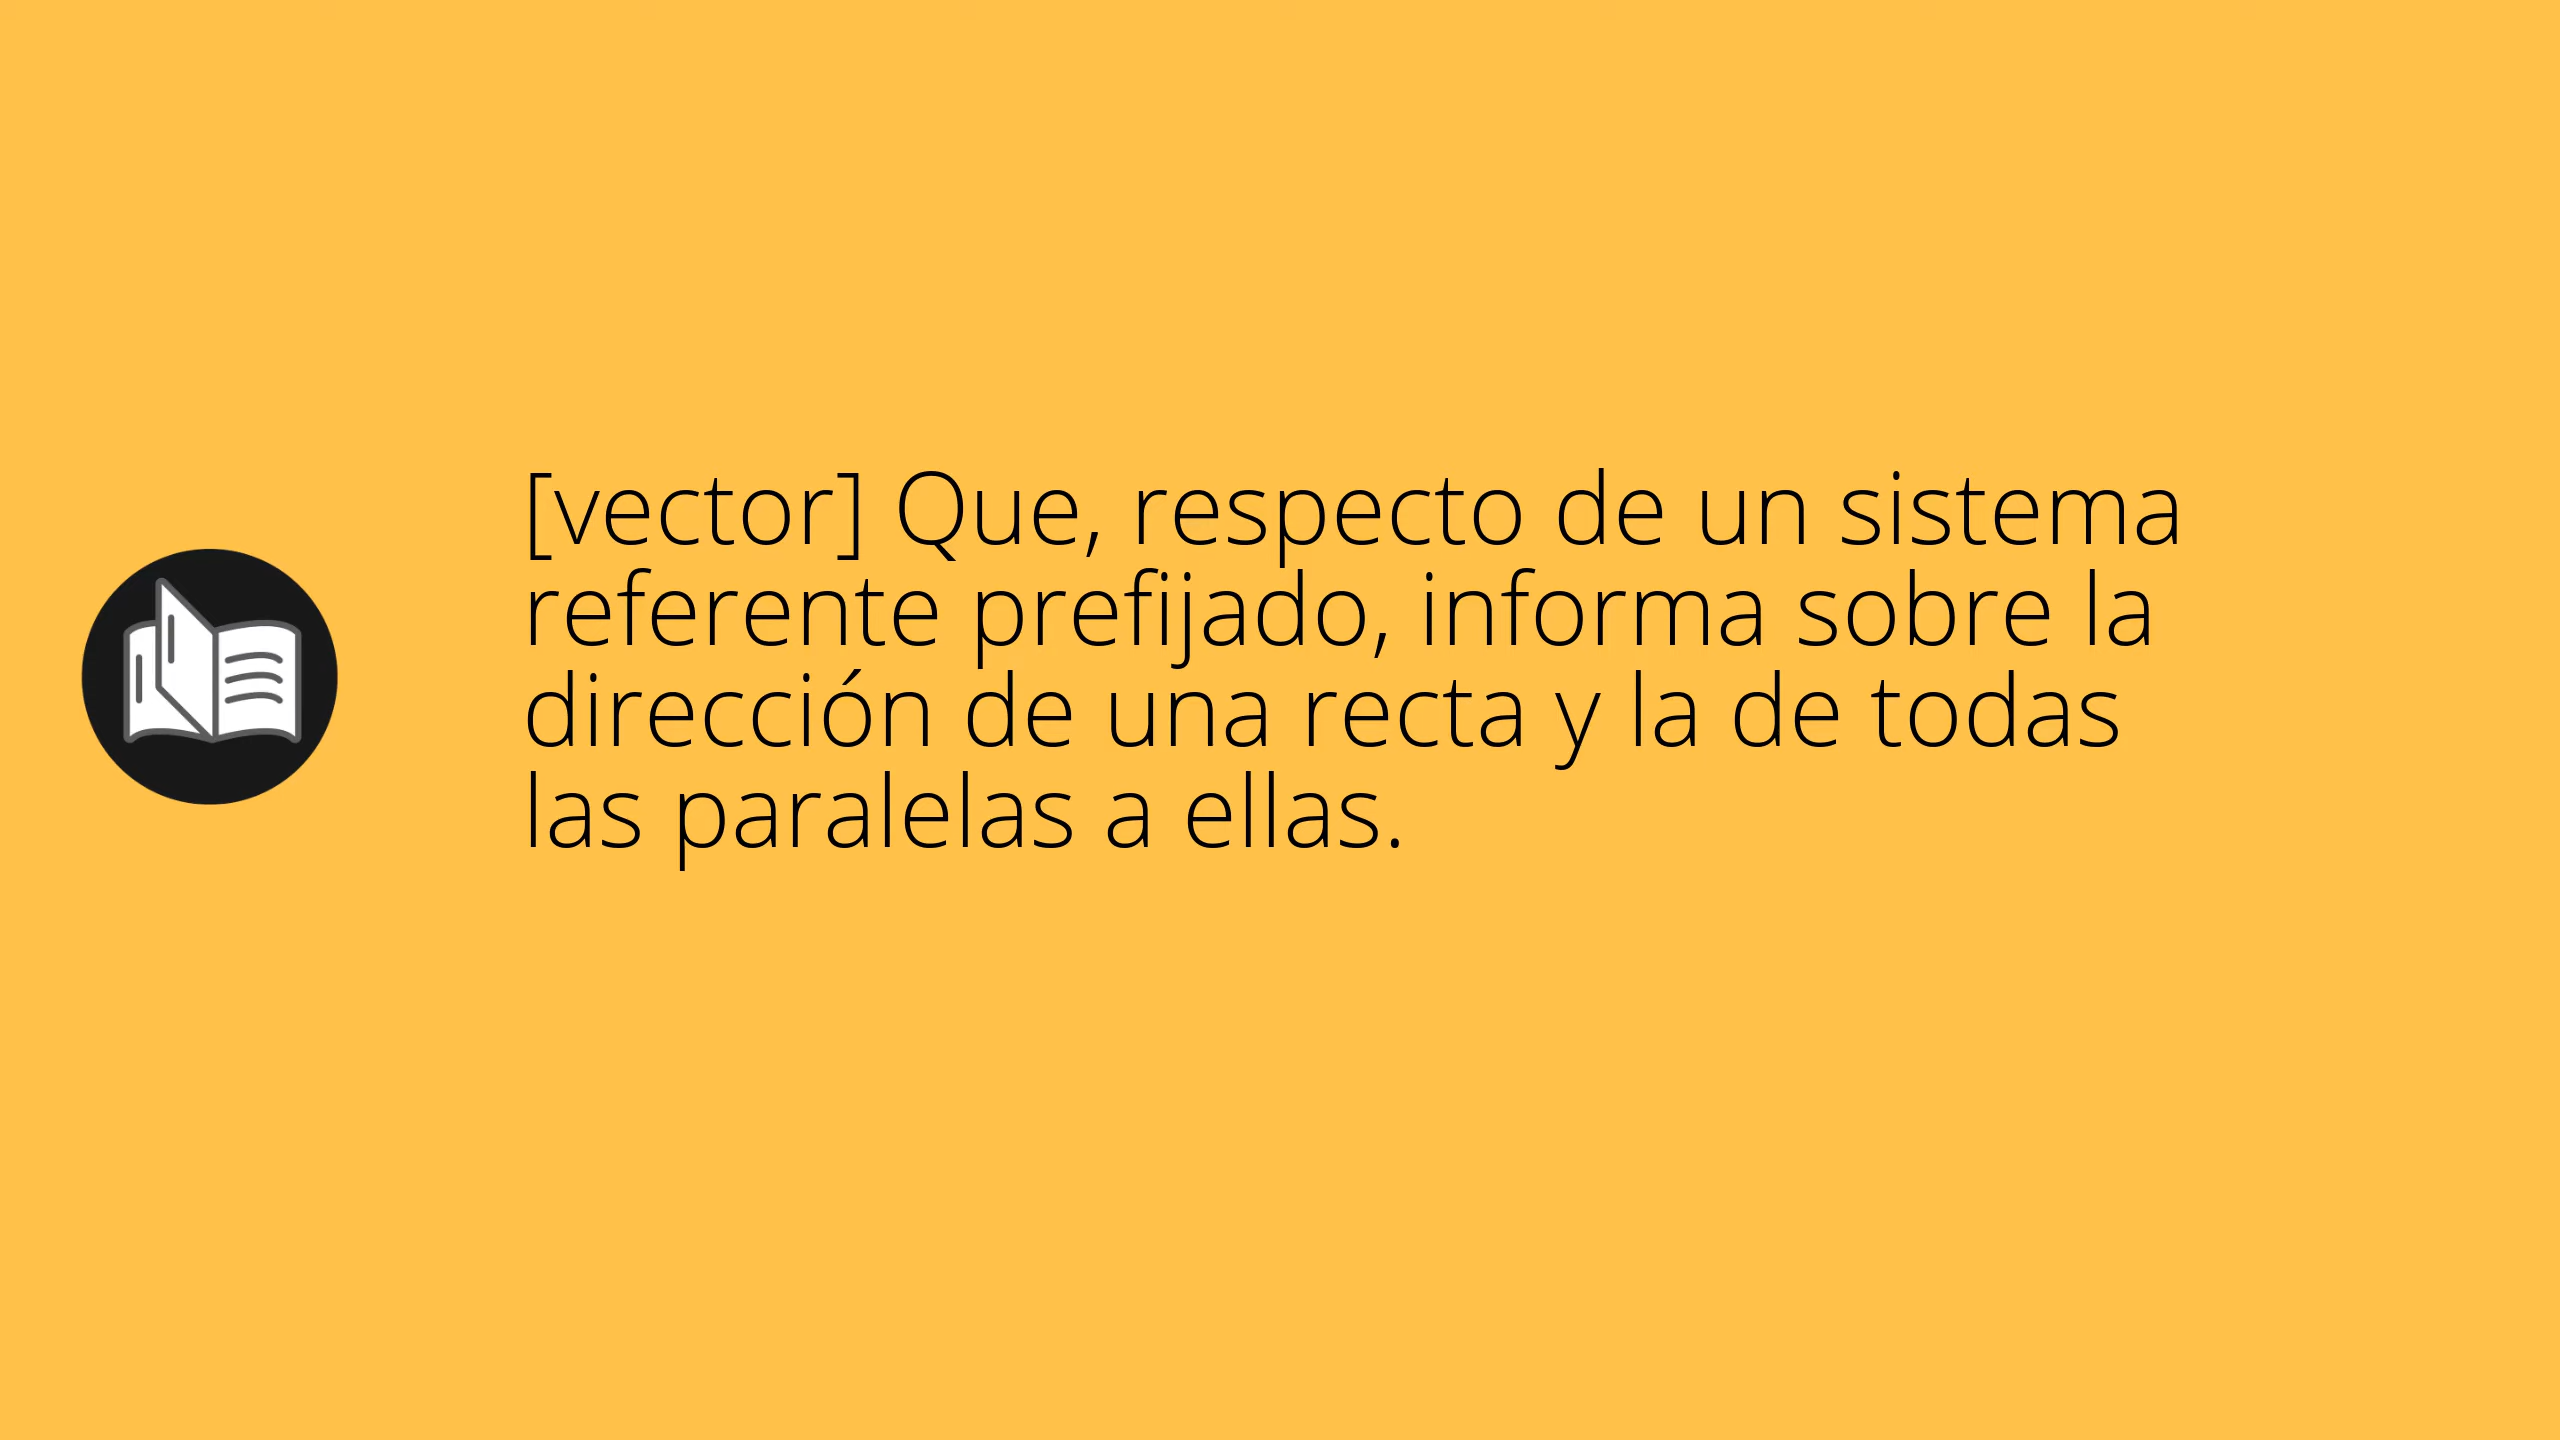 [vector] Que, respecto de un sistema
referente prefijado, informa sobre la
dirección de una recta y la de todas
las paralelas a ellas.